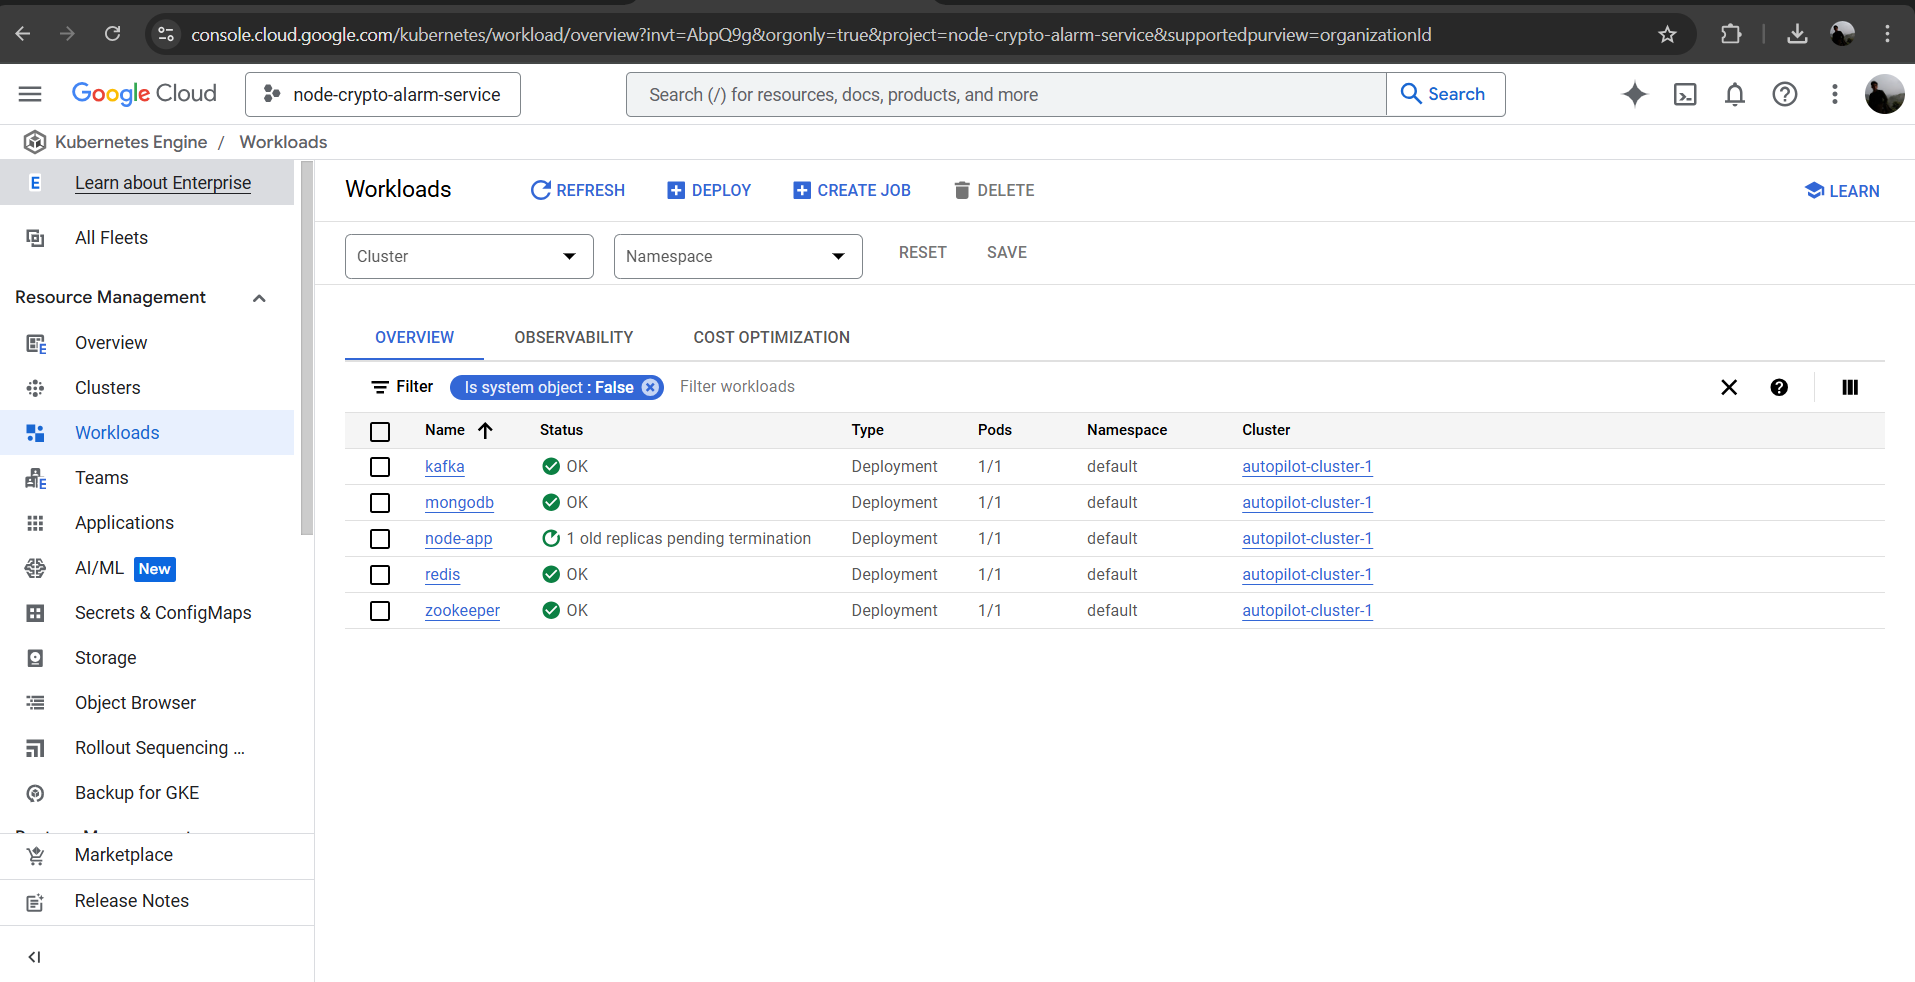 console.cloud.google.com/kubernetes/workload/overview?invt=AbpQ9g&orgonly=true&project=node-crypto-alarm-service&supportedpurview=organizationId
Google Cloud
node-crypto-alarm-service
Search (/) for resources, docs, products, and more
Search
Kubernetes Engine / Workloads
E Learn about Enterprise
All Fleets
Resource Management
Overview
Clusters
Workloads
Teams
Applications
AI/ML New
Secrets & ConfigMaps
Storage
Object Browser
Rollout Sequencing ...
Backup for GKE
Marketplace
Release Notes
Workloads
REFRESH
DEPLOY
CREATE JOB
DELETE
LEARN
Cluster
Namespace
RESET
SAVE
OVERVIEW
OBSERVABILITY
COST OPTIMIZATION
Filter
Is system object : False
Filter workloads
Name Status Type Pods Namespace Cluster
kafka OK Deployment 1/1 default autopilot-cluster-1
mongodb OK Deployment 1/1 default autopilot-cluster-1
node-app 1 old replicas pending termination Deployment 1/1 default autopilot-cluster-1
redis OK Deployment 1/1 default autopilot-cluster-1
zookeeper OK Deployment 1/1 default autopilot-cluster-1